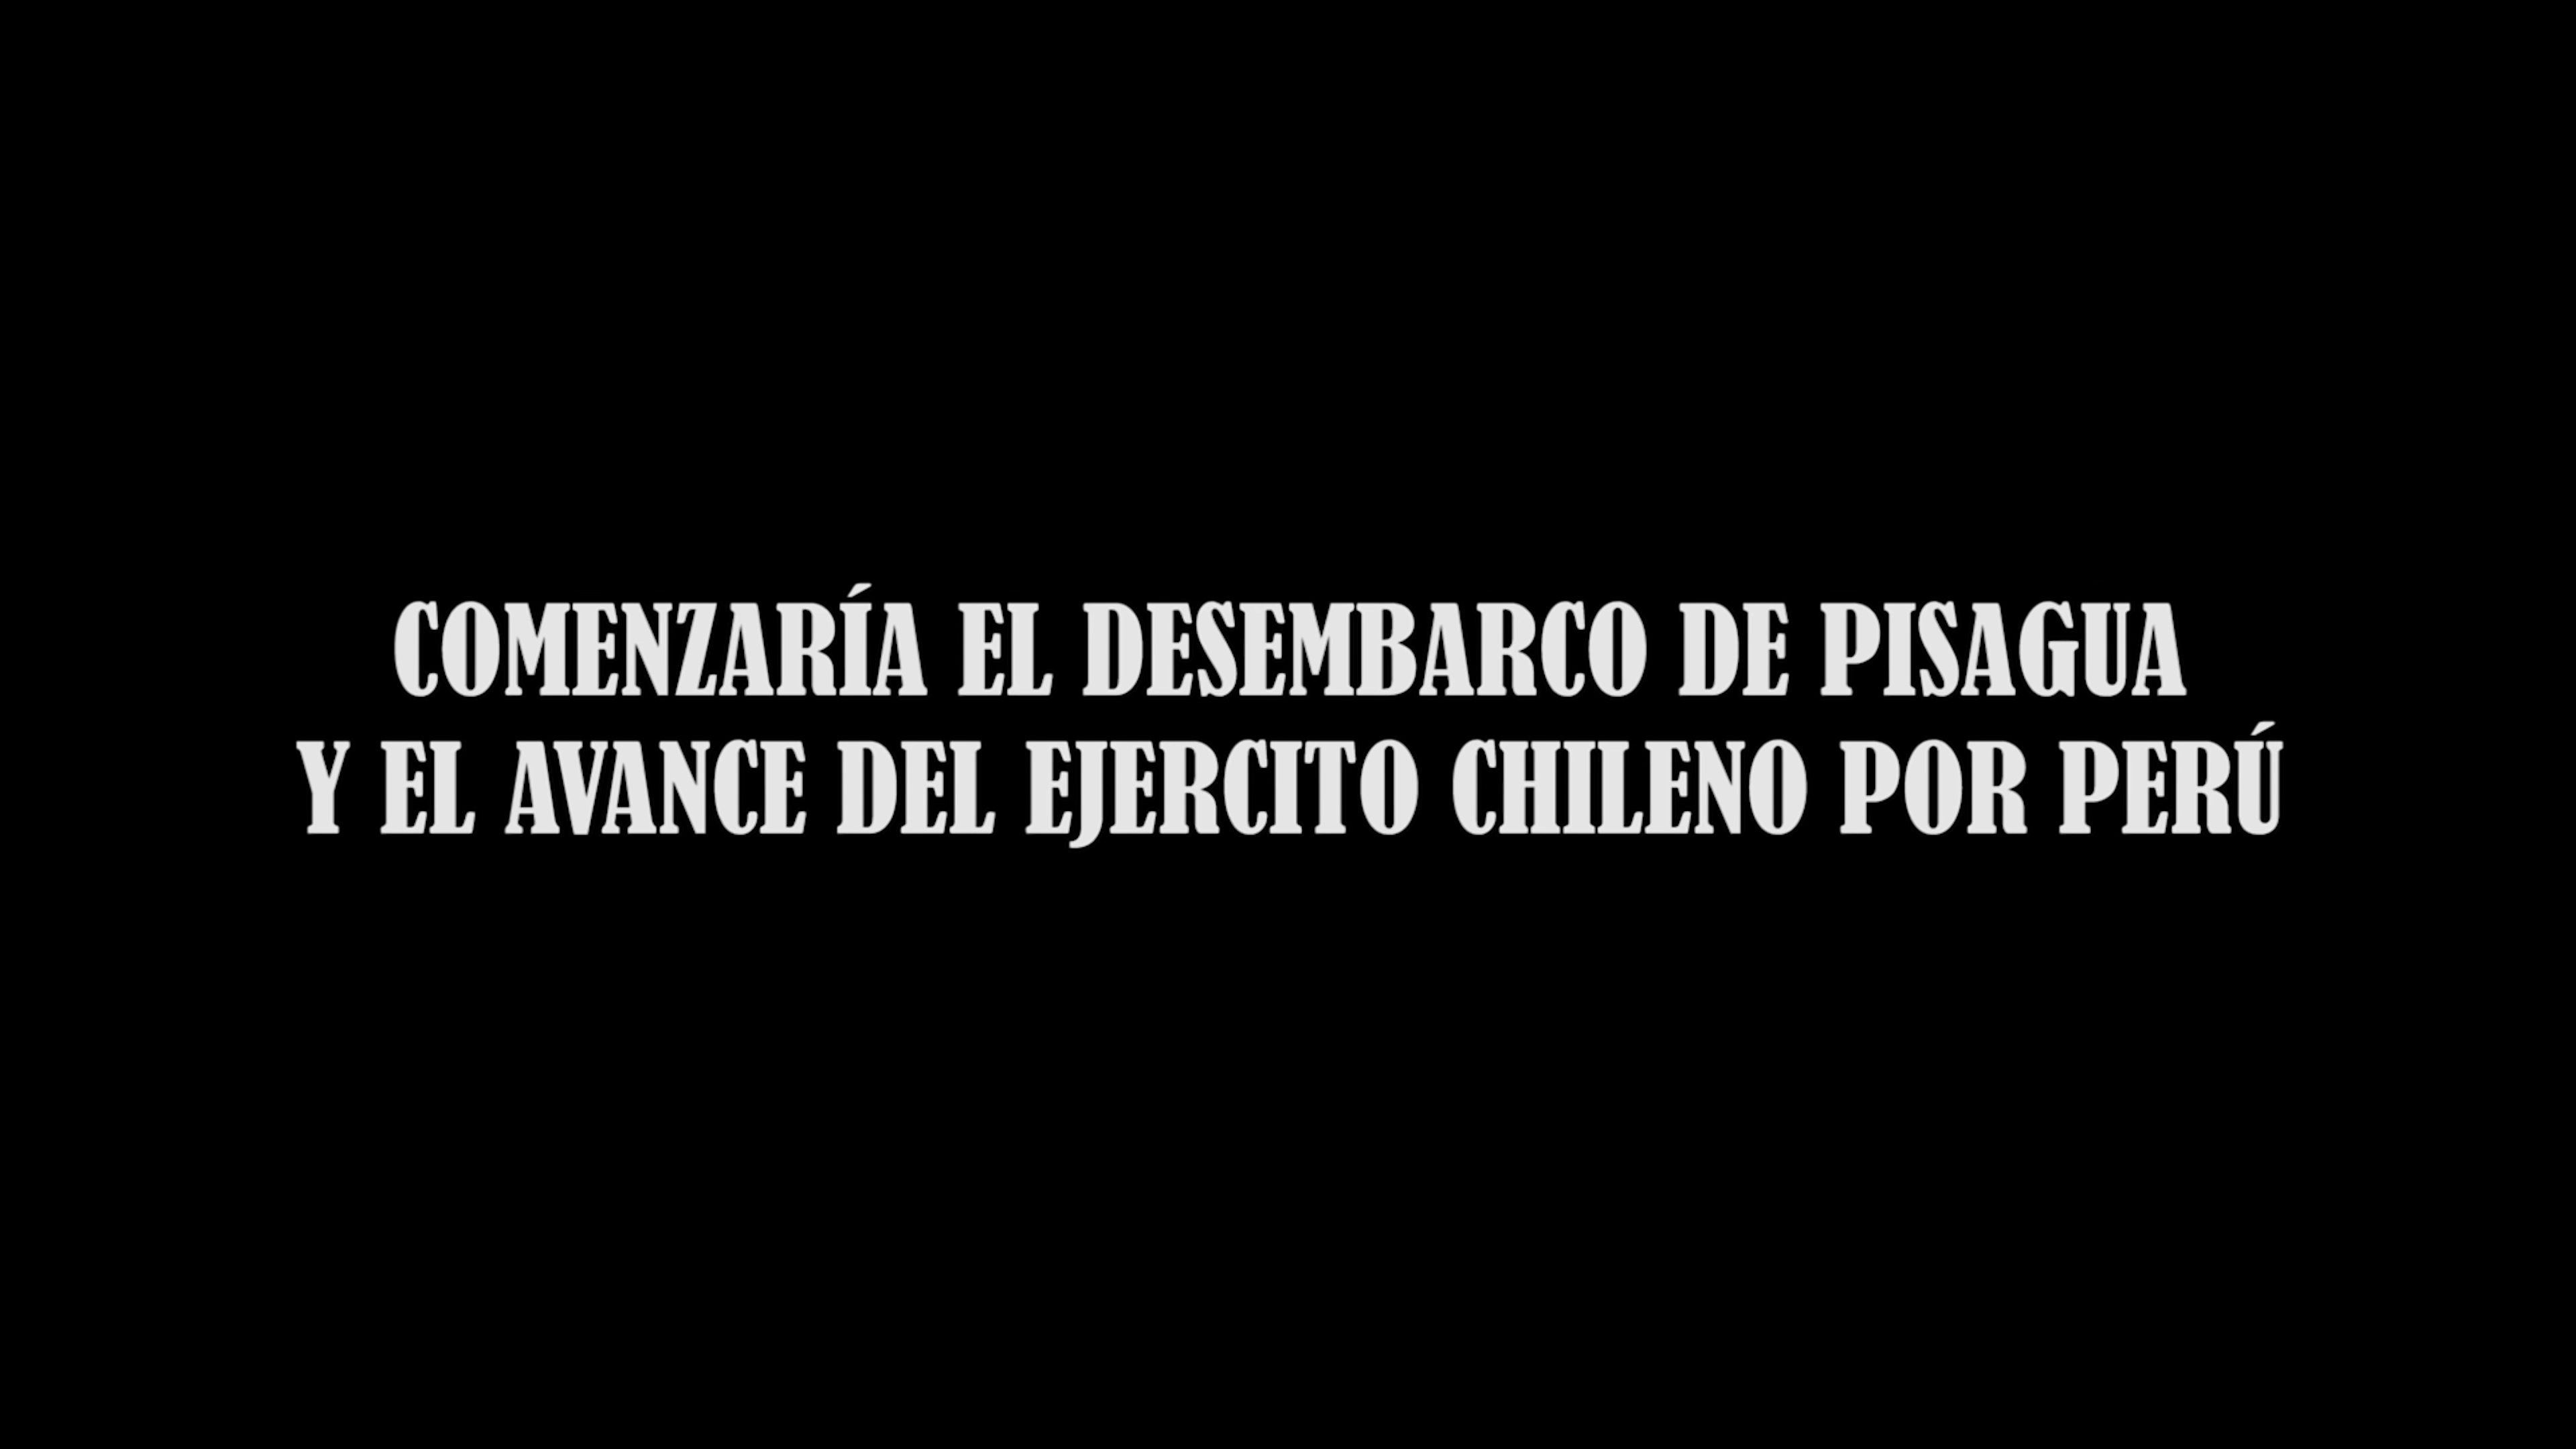 COMENZARÍA EL DESEMBARCO DE PISAGUA
Y EL AVANCE DEL EJERCITO CHILENO POR PERÚ